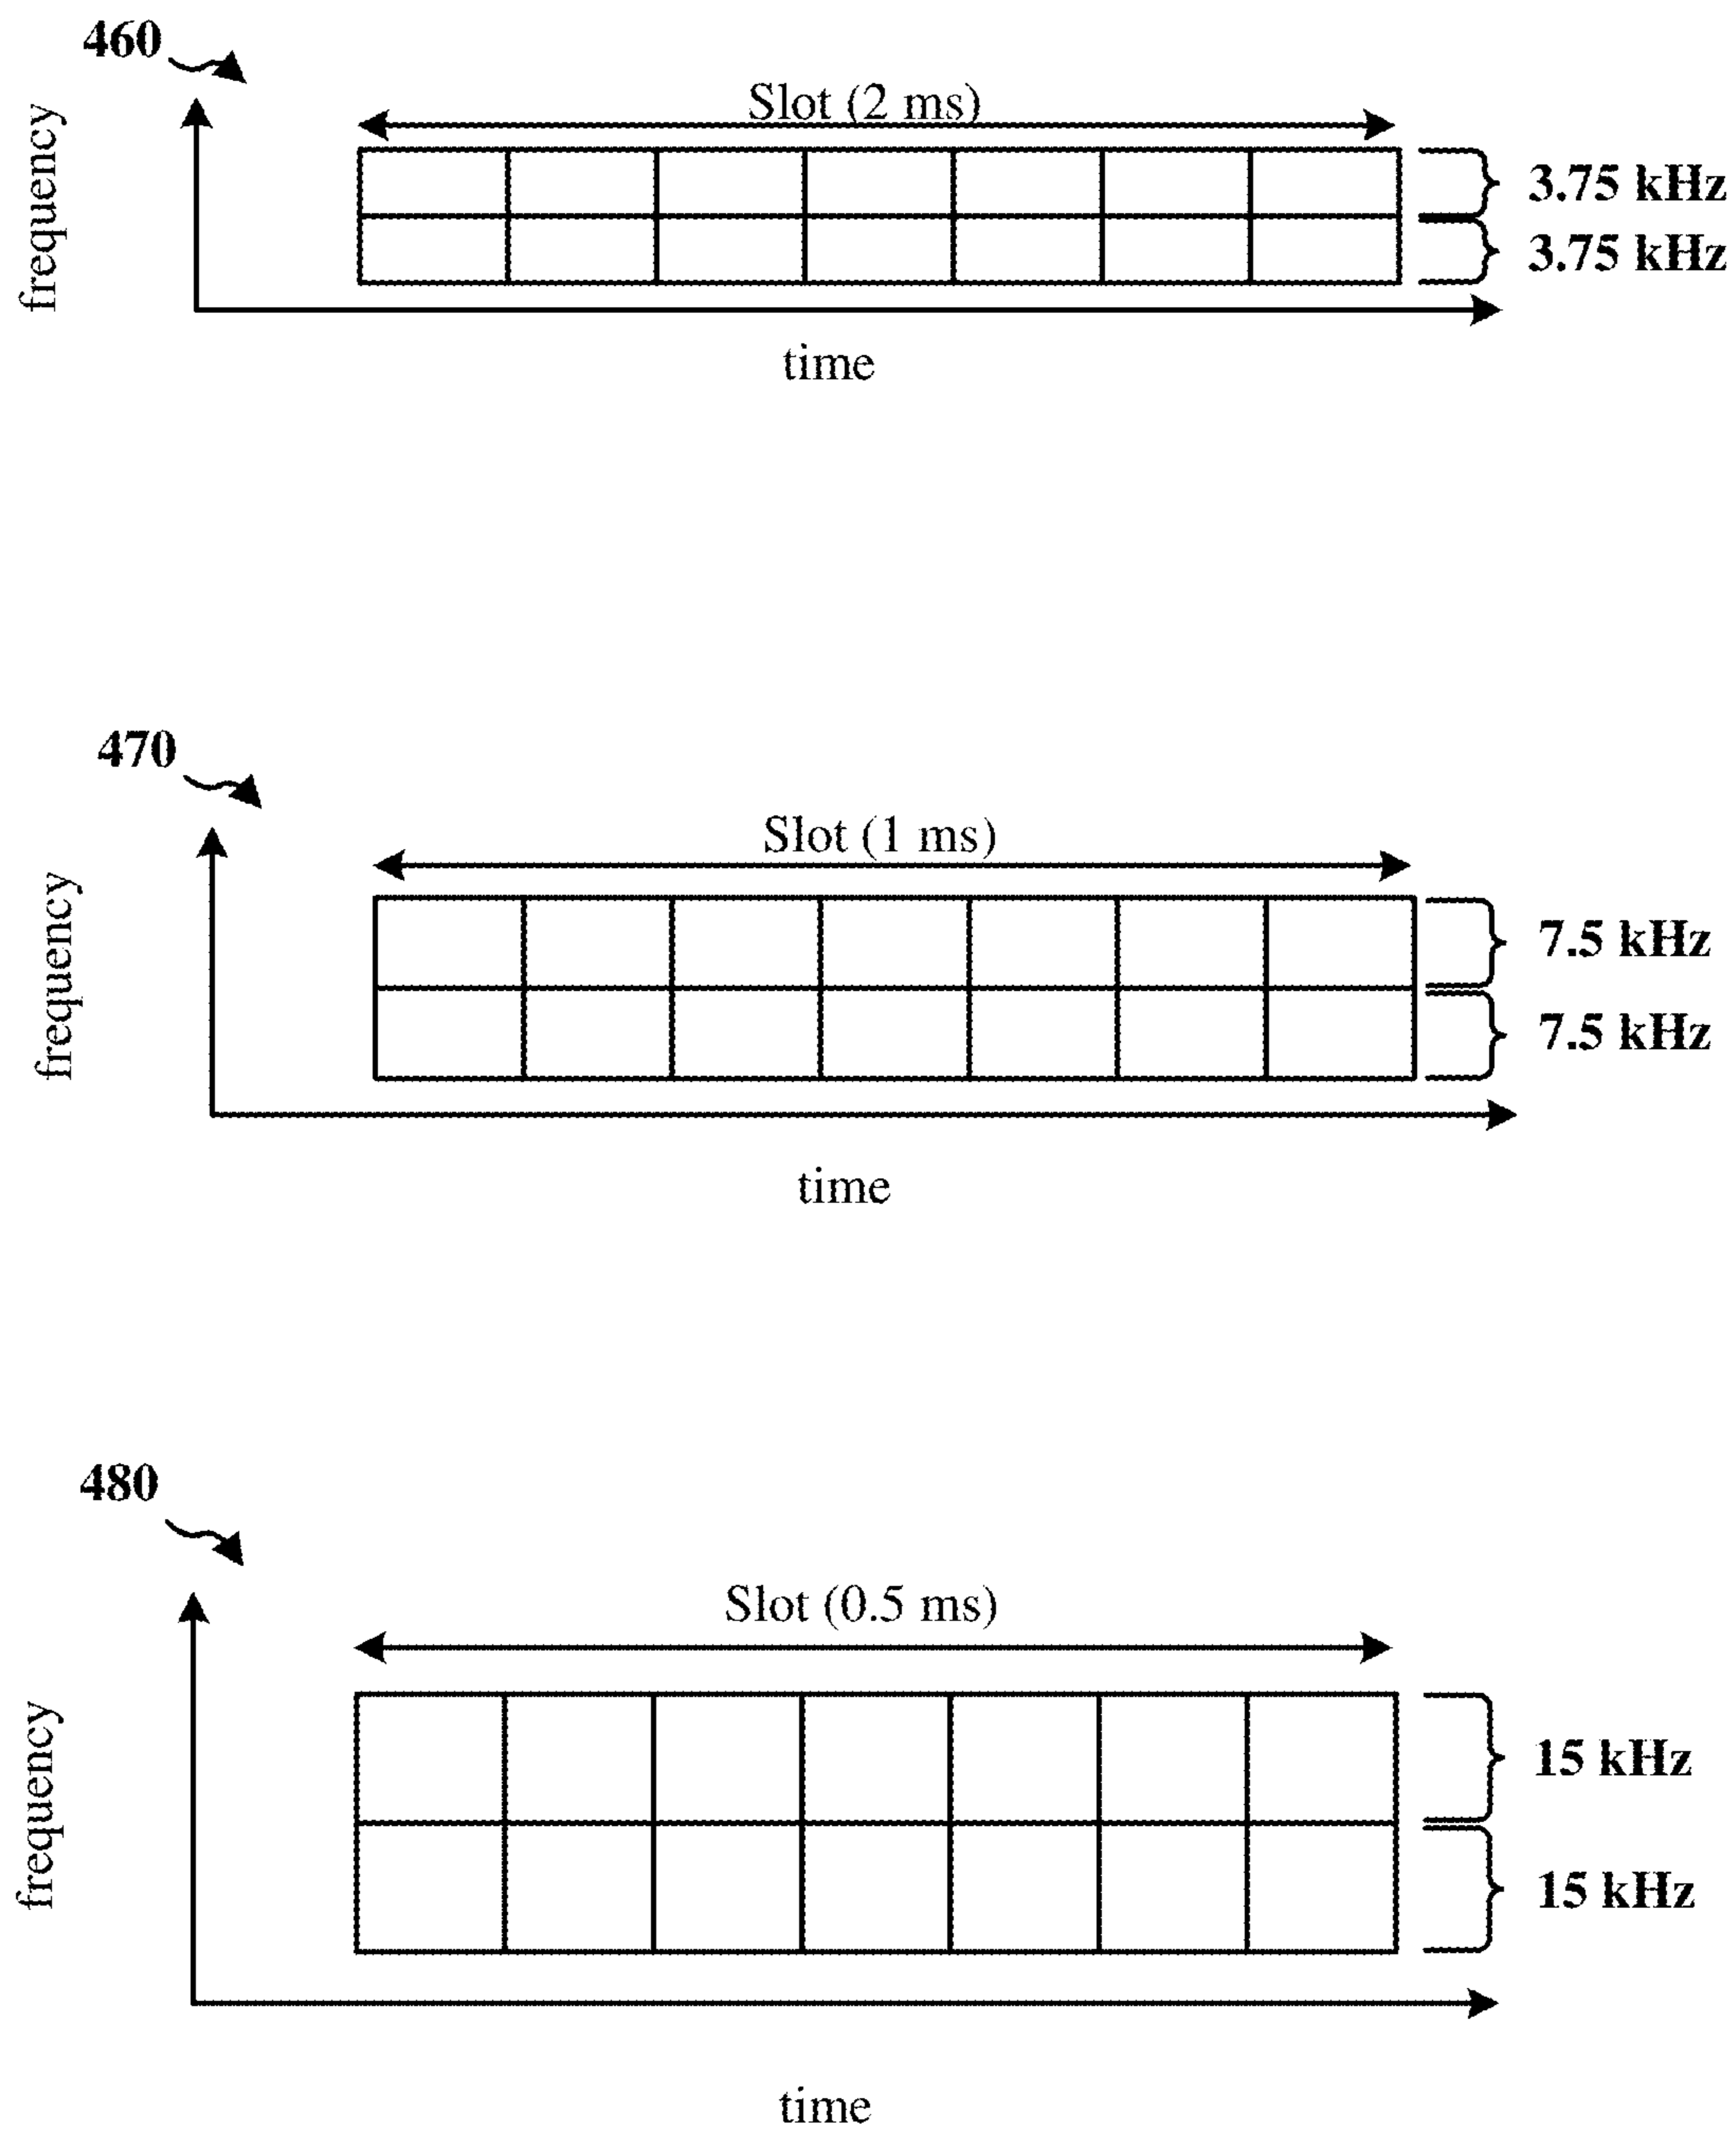 460
Slot (2 ms)
frequency
3.75 kHz
3.75 kHz
time
470
Slot (1 ms)
frequency
7.5 kHz
7.5 kHz
time
480
Slot (0.5 ms)
frequency
15 kHz
15 kHz
time